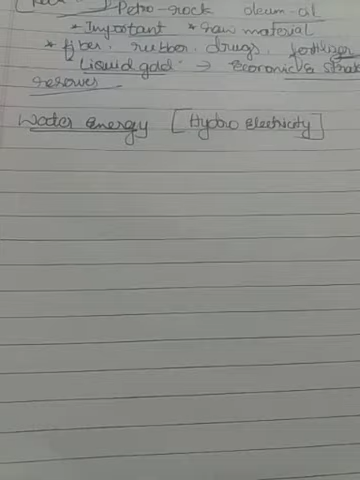 Petro-rock oleum-oil
* Important * raw material
* fiber, rubber, drugs, fertilizer
"Liquid gold" → Economic &
reserves
Water energy [Hydro electricity]